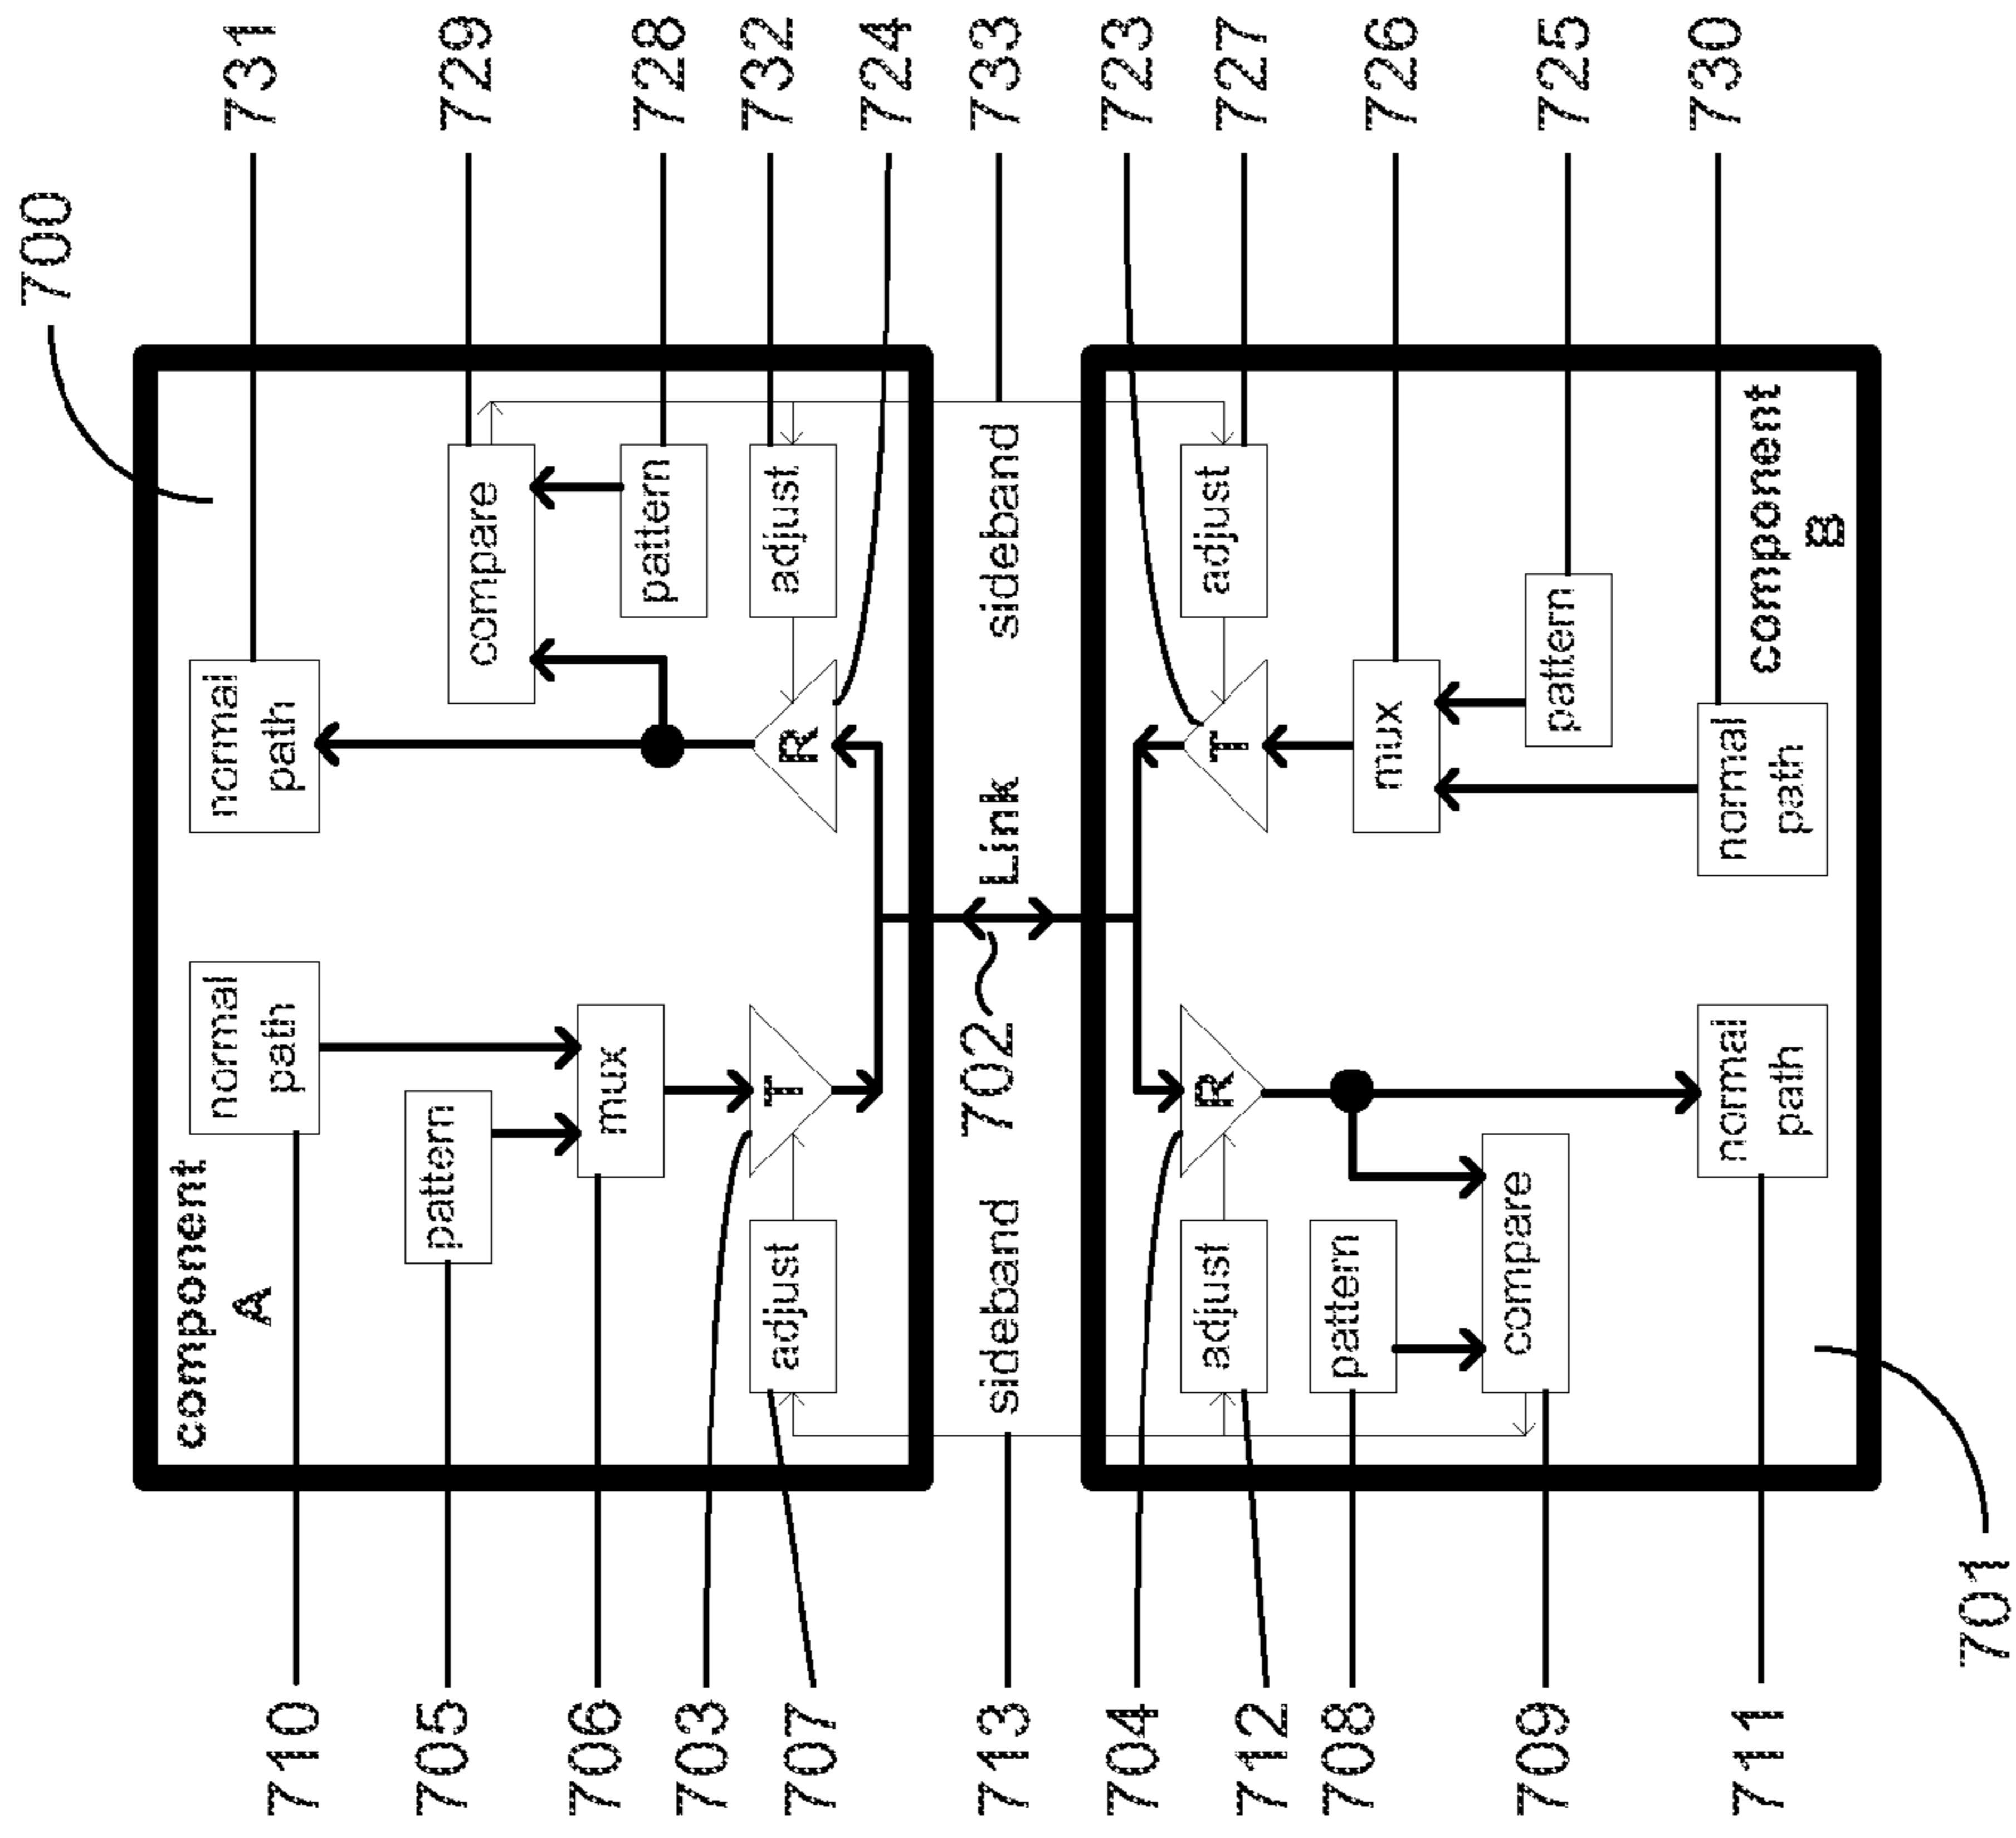 700
component
A
normal
path
normal
path
731
710
pattern
compare
729
705
mux
pattern
728
706
T
R
adjust
adjust
732
703
707
724
702
Link
sideband
sideband
733
713
704
R
T
adjust
adjust
723
727
712
pattern
mux
726
708
compare
pattern
725
709
normal
path
normal
path
component
B
730
711
701